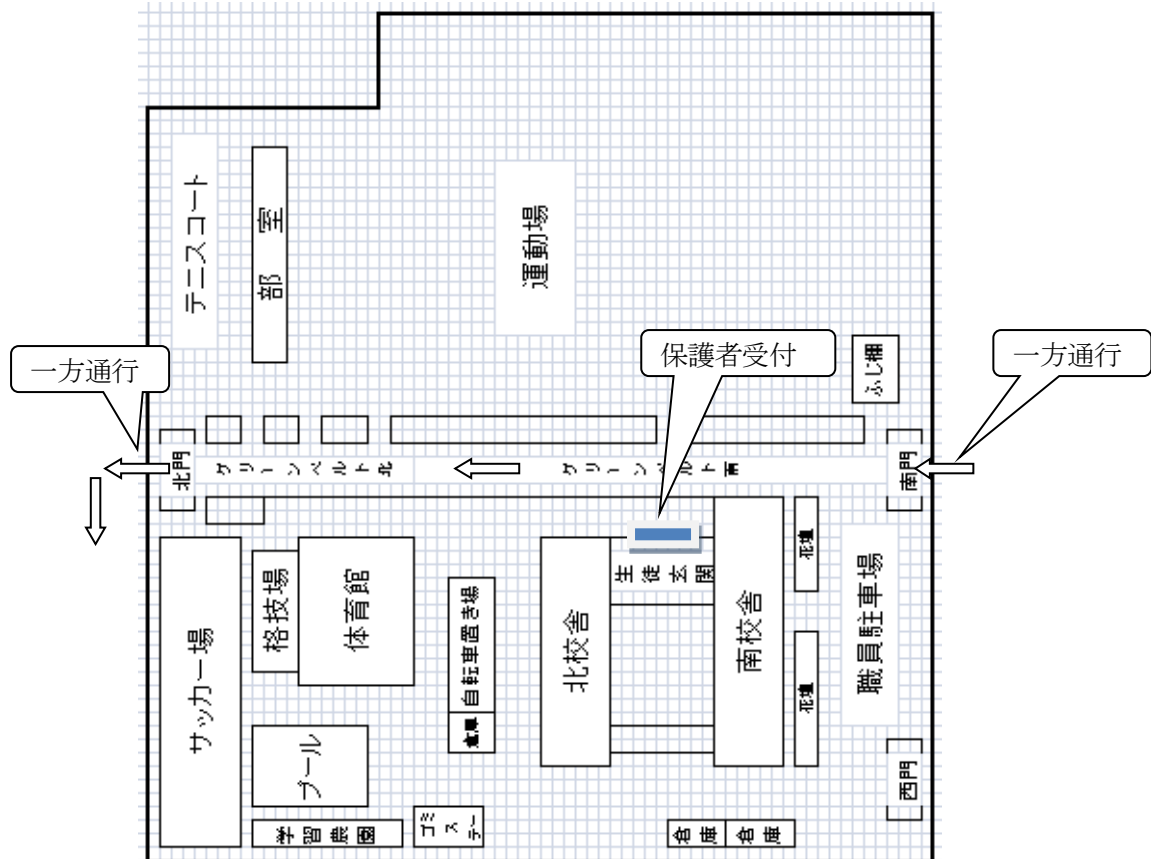 テニスコート
部室
運動場
一方通行
保護者受付
一方通行
ふじ棚
北門
グリーンベルト北
グリーンベルト南
南門
サッカー場
格技場
体育館
自転車置き場
倉庫
北校舎
生徒玄関
南校舎
花壇
花壇
職員駐車場
プール
西門
学習農園
ゴミステー
倉庫
倉庫